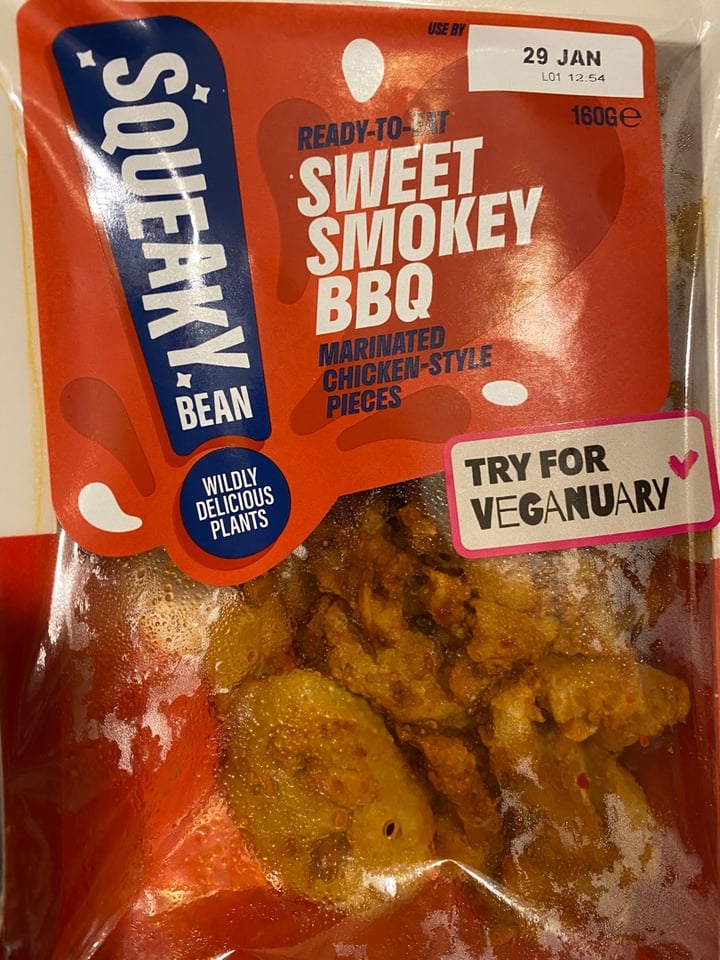 SQUEAKY
BEAN
WILDLY
DELICIOUS
PLANTS
USE BY
29 JAN
L01 12:54
160G℮
READY-TO-EAT
SWEET
SMOKEY
BBQ
MARINATED
CHICKEN-STYLE
PIECES
TRY FOR
VEGANUARY